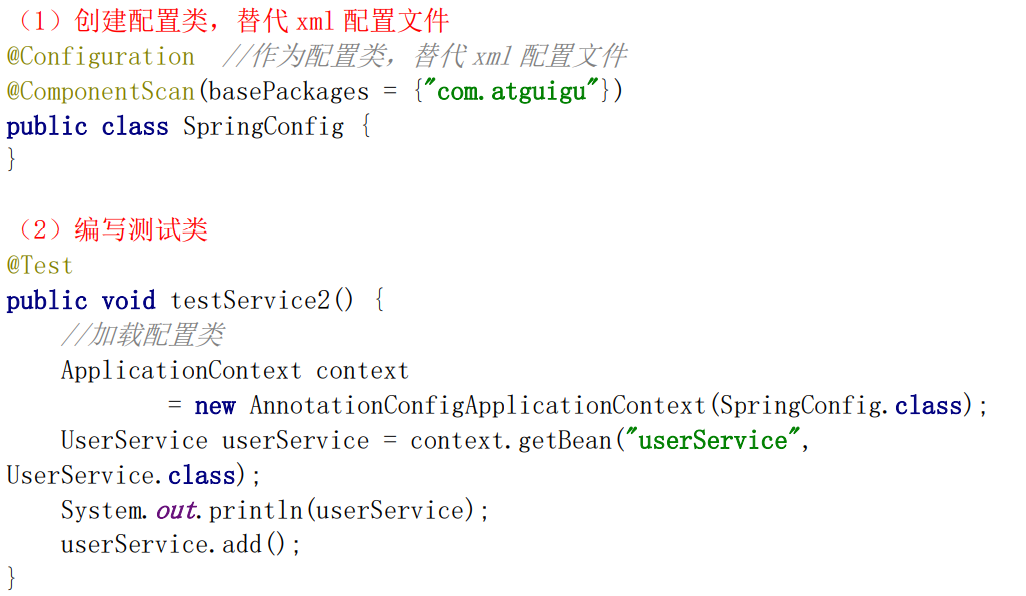 （1）创建配置类，替代 xml 配置文件
@Configuration  //作为配置类，替代 xml 配置文件
@ComponentScan(basePackages = {"com.atguigu"})
public class SpringConfig {
}
（2）编写测试类
@Test
public void testService2() {
    //加载配置类
    ApplicationContext context
            = new AnnotationConfigApplicationContext(SpringConfig.class);
    UserService userService = context.getBean("userService",
UserService.class);
    System.out.println(userService);
    userService.add();
}